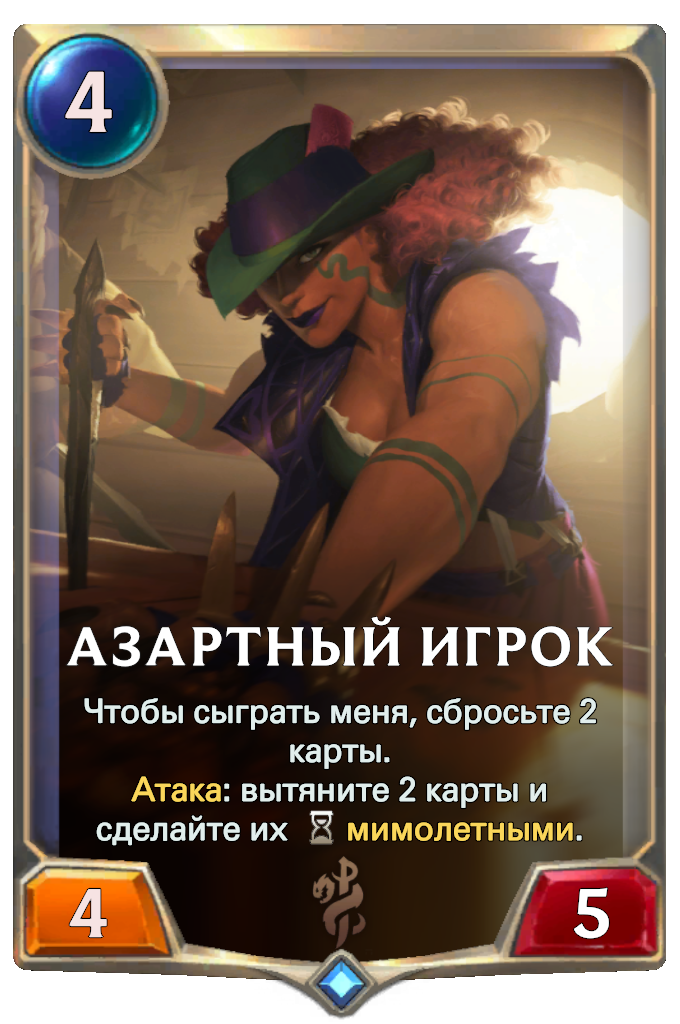 4
АЗАРТНЫЙ ИГРОК
Чтобы сыграть меня, сбросьте 2
карты.
Атака: вытяните 2 карты и
сделайте их мимолетными.
4
5